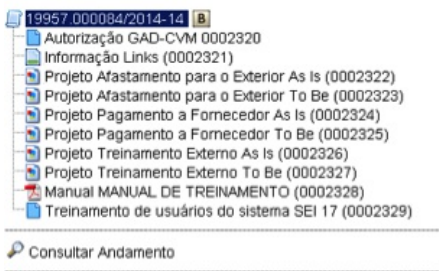 19957.000084/2014-14 B
Autorização GAD-CVM 0002320
Informação Links (0002321)
Projeto Afastamento para o Exterior As Is (0002322)
Projeto Afastamento para o Exterior To Be (0002323)
Projeto Pagamento a Fornecedor As Is (0002324)
Projeto Pagamento a Fornecedor To Be (0002325)
Projeto Treinamento Externo As Is (0002326)
Projeto Treinamento Externo To Be (0002327)
Manual MANUAL DE TREINAMENTO (0002328)
Treinamento de usuários do sistema SEI 17 (0002329)
Consultar Andamento